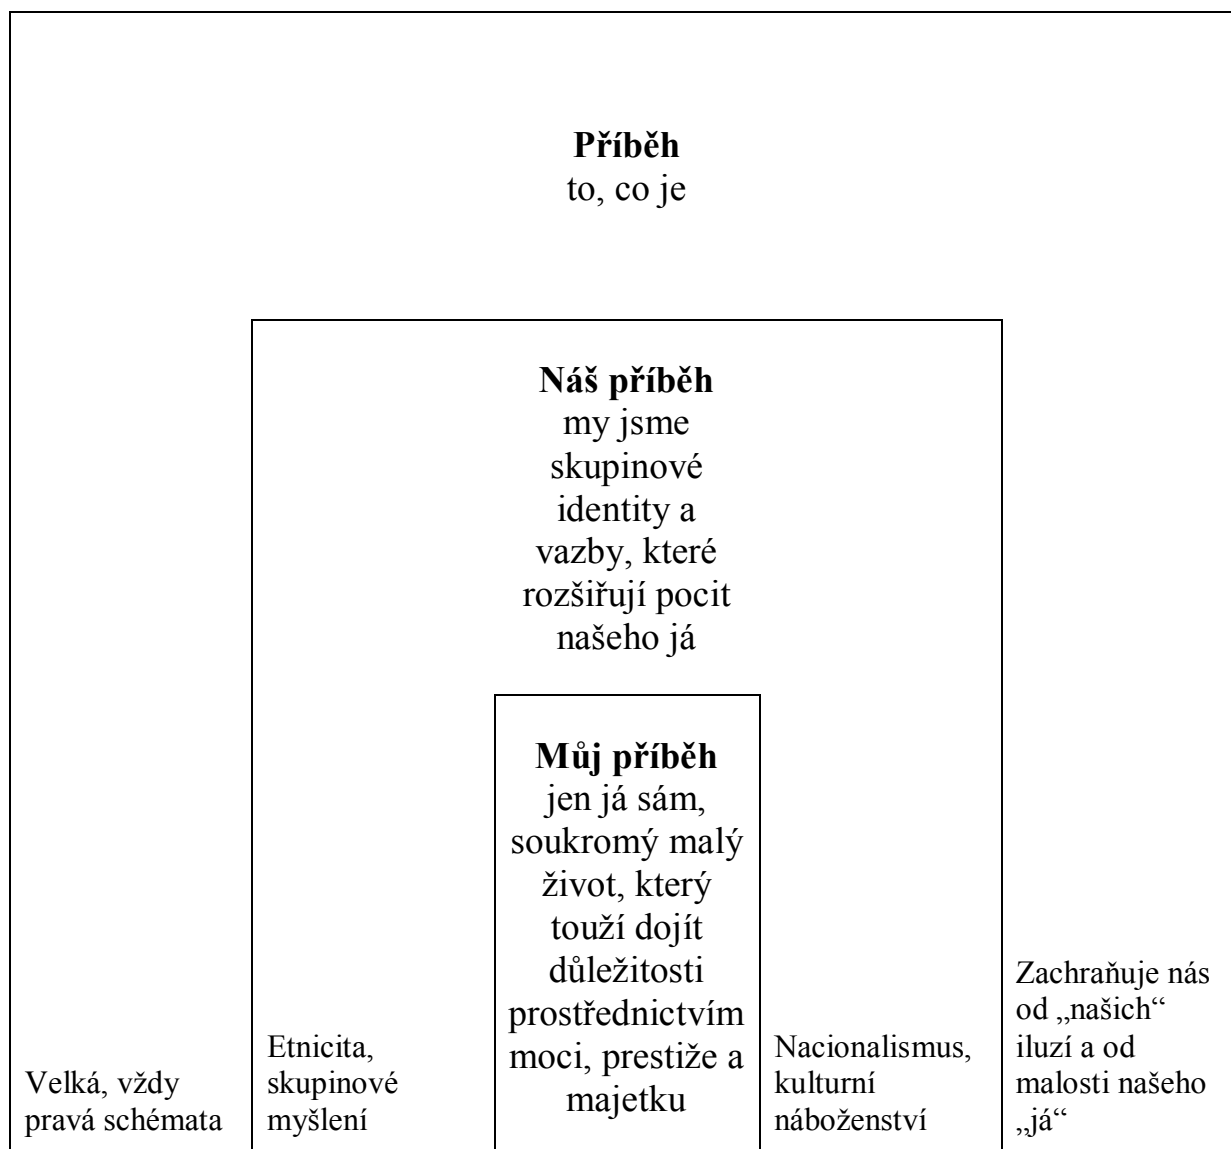 Příběh
to, co je
Náš příběh
my jsme
skupinové
identity a
vazby, které
rozšiřují pocit
našeho já
Můj příběh
jen já sám,
soukromý malý
život, který
touží dojít
důležitosti
prostřednictvím
moci, prestiže a
majetku
Velká, vždy
pravá schémata
Etnicita,
skupinové
myšlení
Nacionalismus,
kulturní
náboženství
Zachraňuje nás
od „našich“
iluzí a od
malosti našeho
„já“